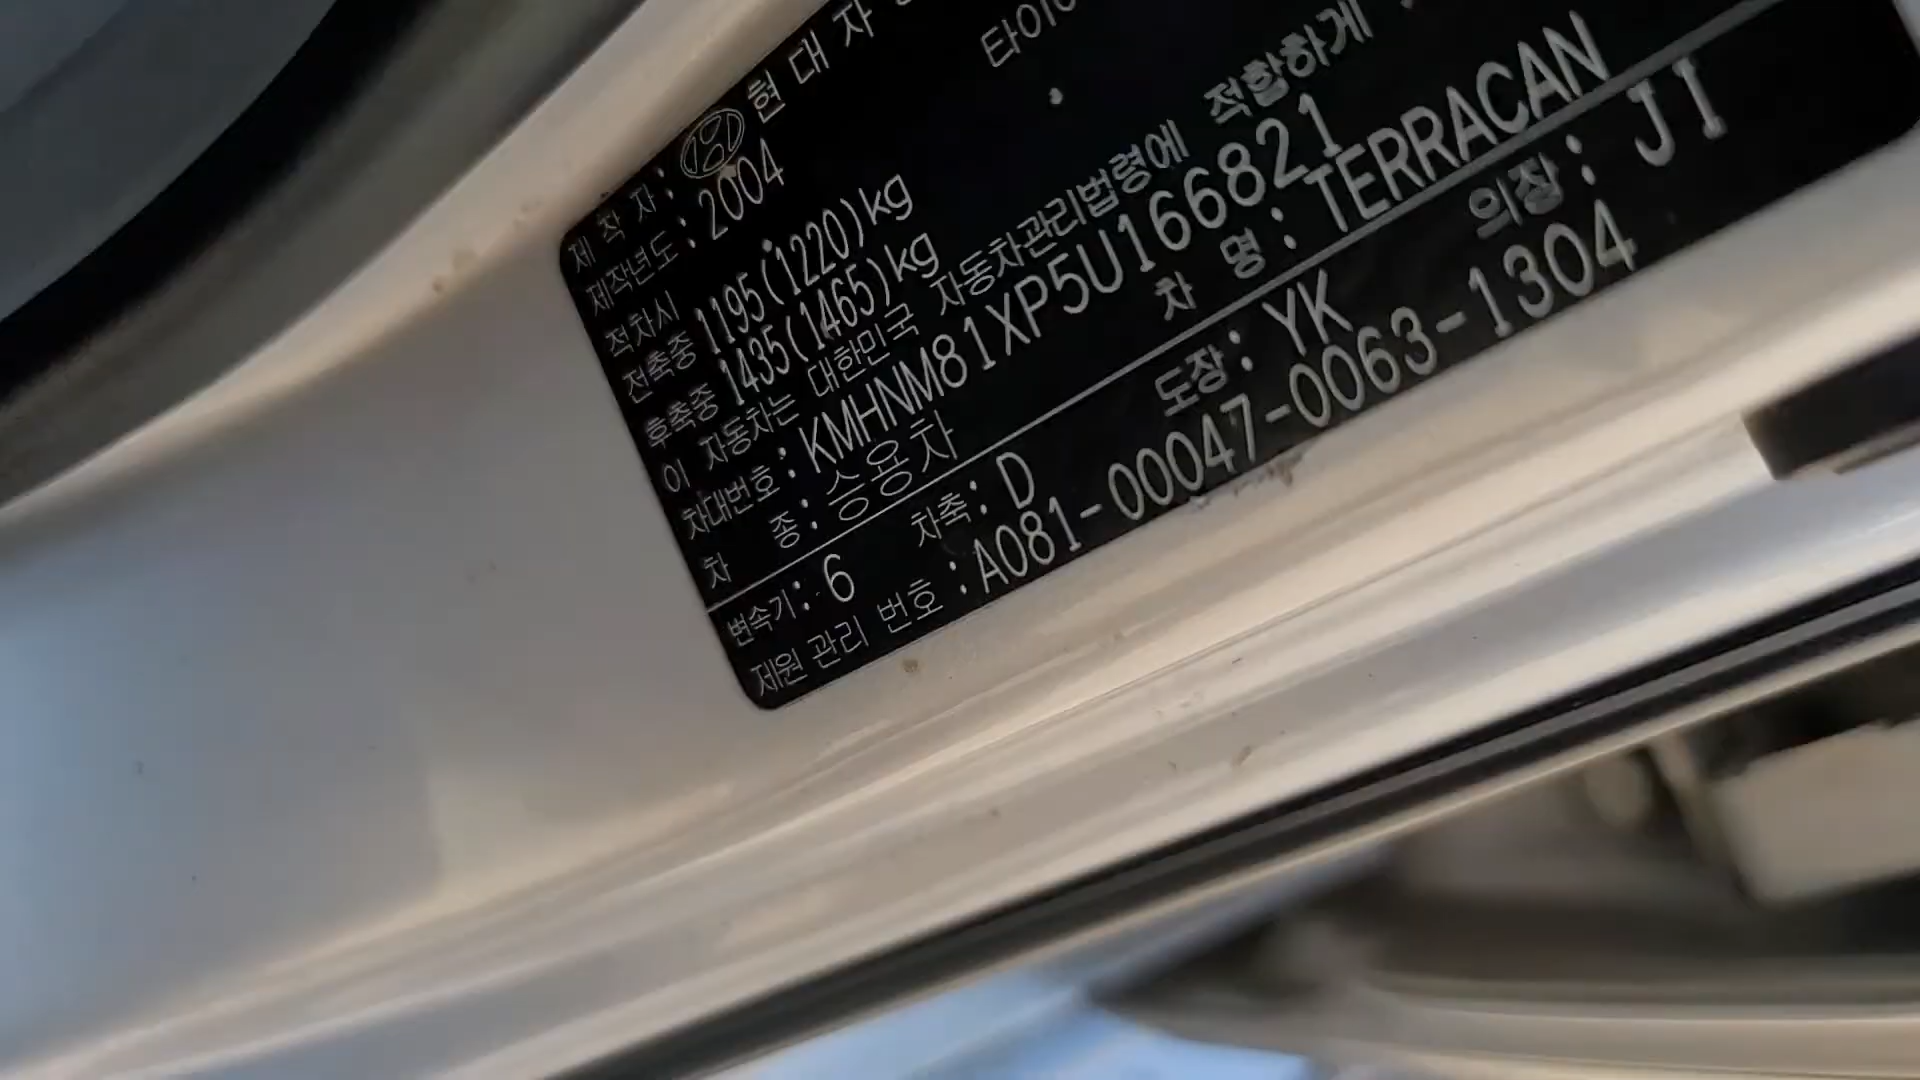 제 작 자 : 현 대 자
제작년도 : 2004
적차시
전축중 1195(1220)kg
후축중 1435(1465)kg
이 자동차는 대한민국 자동차관리법령에 적합하게
차대번호 : KMHNM81XP5U166821
차 종 : 승용차 차 명 : TERRACAN
변속기 : 6 차축 : D 도장 : YK 의장 : JI
제원 관리 번호 : A081-00047-0063-1304